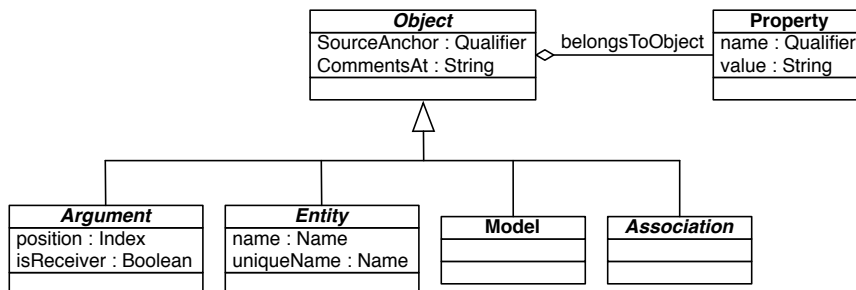 Object
SourceAnchor : Qualifier
CommentsAt : String
belongsToObject
Property
name : Qualifier
value : String
Argument
position : Index
isReceiver : Boolean
Entity
name : Name
uniqueName : Name
Model
Association